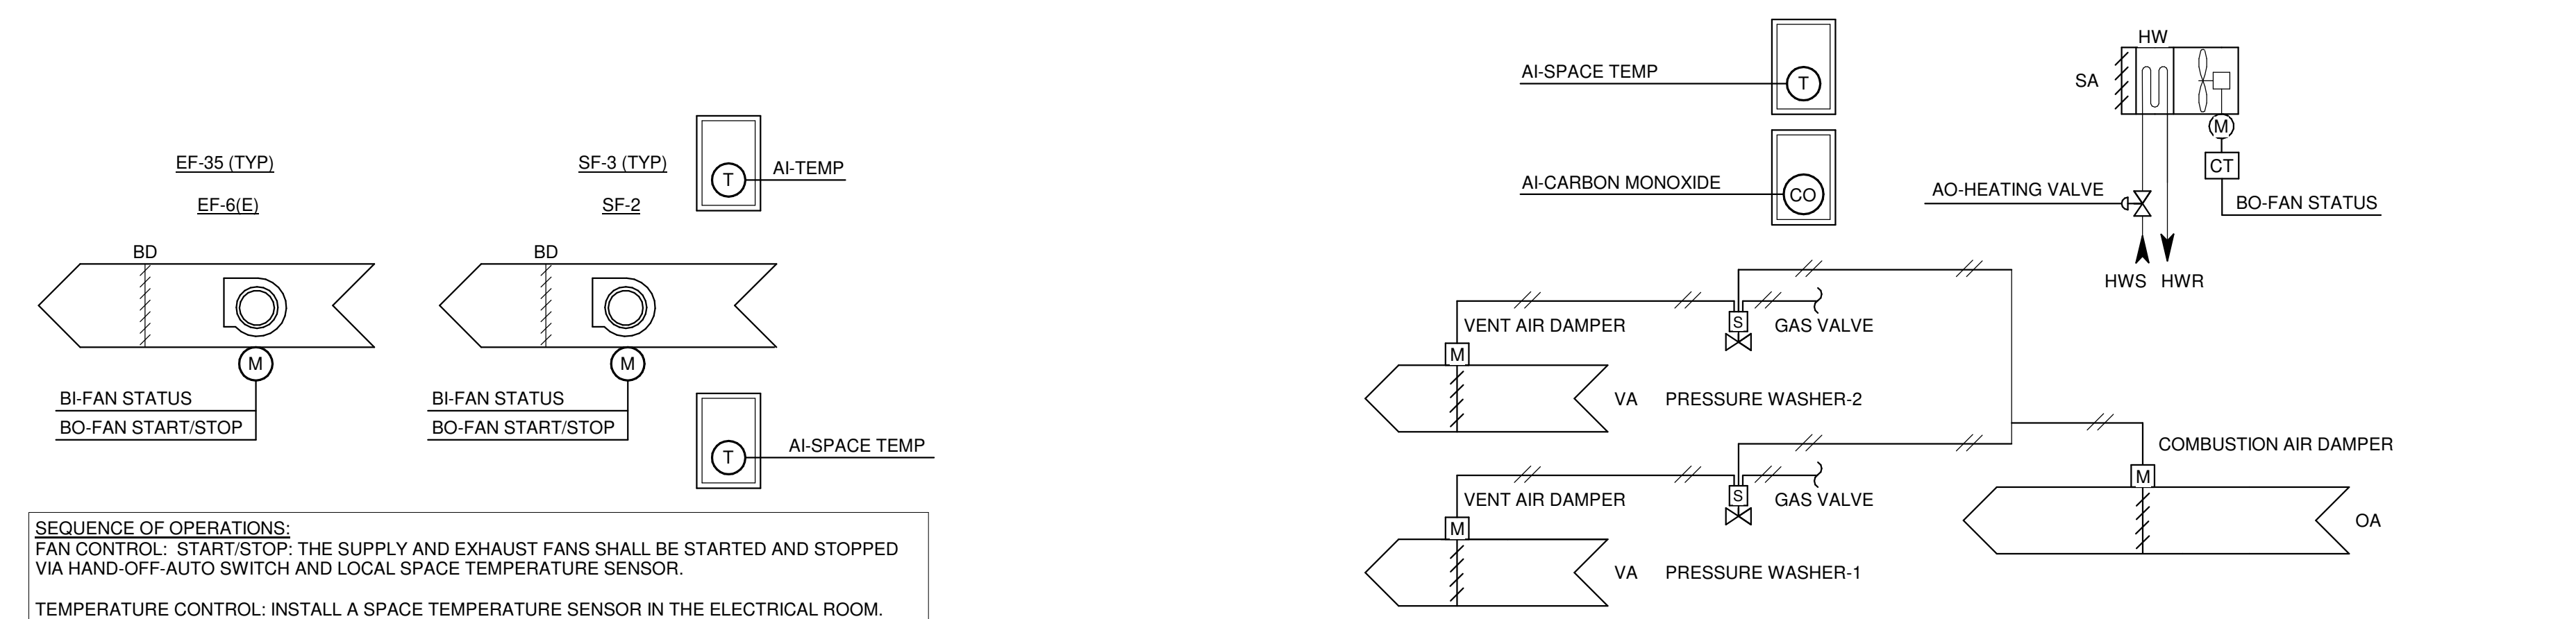 EF-35 (TYP)
EF-6(E)
BD
M
BI-FAN STATUS
BO-FAN START/STOP
SF-3 (TYP)
SF-2
BD
M
BI-FAN STATUS
BO-FAN START/STOP
T
AI-TEMP
T
AI-SPACE TEMP
SEQUENCE OF OPERATIONS:
FAN CONTROL: START/STOP: THE SUPPLY AND EXHAUST FANS SHALL BE STARTED AND STOPPED
VIA HAND-OFF-AUTO SWITCH AND LOCAL SPACE TEMPERATURE SENSOR.
TEMPERATURE CONTROL: INSTALL A SPACE TEMPERATURE SENSOR IN THE ELECTRICAL ROOM.
AI-SPACE TEMP
T
AI-CARBON MONOXIDE
CO
HW
SA
M
CT
AO-HEATING VALVE
BO-FAN STATUS
HWS HWR
VENT AIR DAMPER
S
GAS VALVE
M
VA PRESSURE WASHER-2
VENT AIR DAMPER
S
GAS VALVE
M
VA PRESSURE WASHER-1
COMBUSTION AIR DAMPER
M
OA